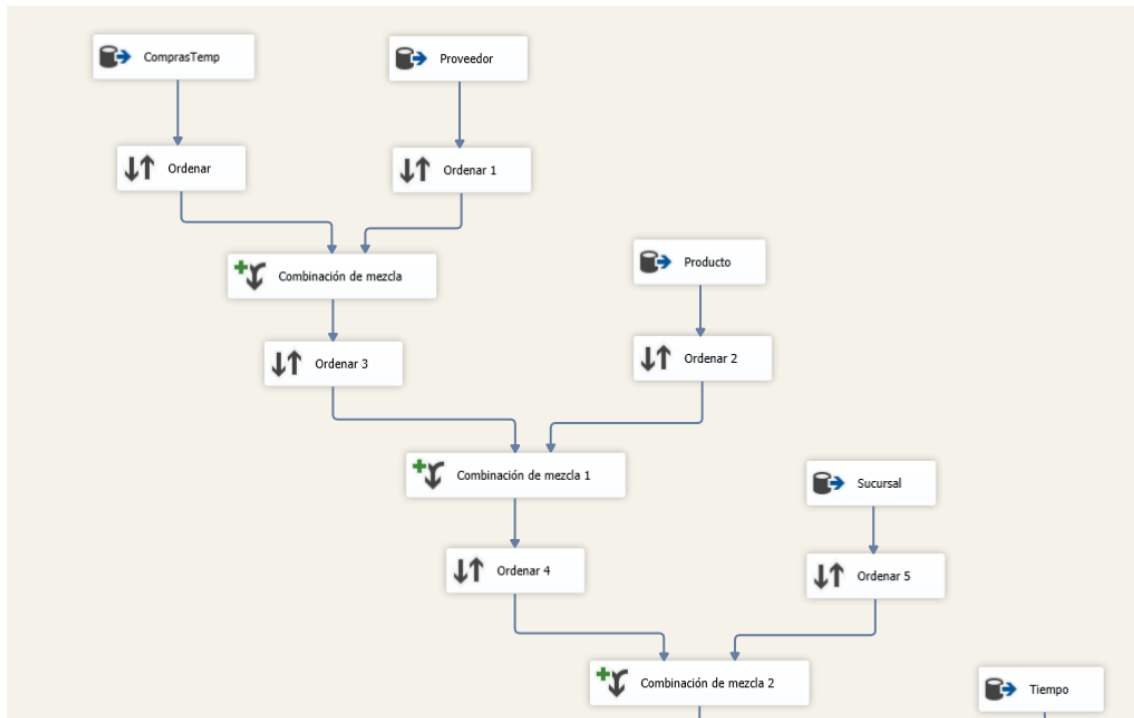 ComprasTemp
Proveedor
Ordenar
Ordenar 1
Combinación de mezcla
Producto
Ordenar 3
Ordenar 2
Combinación de mezcla 1
Sucursal
Ordenar 4
Ordenar 5
Combinación de mezcla 2
Tiempo